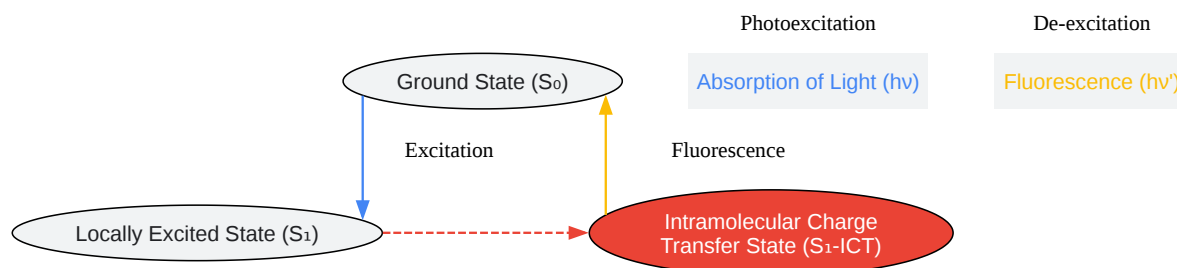 Photoexcitation
De-excitation
Ground State (S₀)
Absorption of Light (hν)
Fluorescence (hν')
Excitation
Fluorescence
Locally Excited State (S₁)
Intramolecular Charge
Transfer State (S₁-ICT)